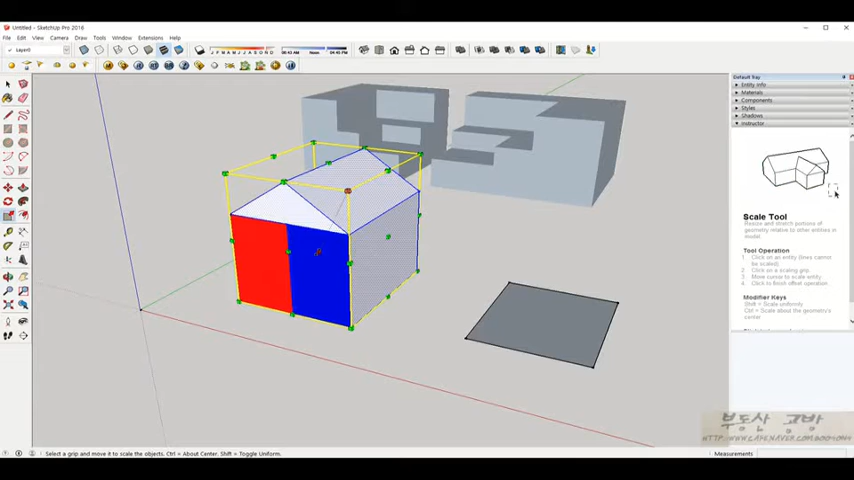 Untitled - SketchUp Pro 2016
File Edit View Camera Draw Tools Window Extensions Help
Layer0
J F M A M J J A S O N D
04:45 PM
Default Tray
Entity Info
Materials
Components
Styles
Shadows
Instructor
Scale Tool
Resize and stretch portions of
geometry relative to other entities in
model.
Tool Operation
1. Click on an entity (lines cannot
be scaled).
2. Click on a scaling grip.
3. Move cursor to scale entity.
4. Click to finish offset operation.
Modifier Keys
Shift = Scale uniformly
Ctrl = Scale about the geometry's
center
부동산 공방
Select a grip and move it to scale the objects. Ctrl = About Center. Shift = Toggle Uniform.
Measurements